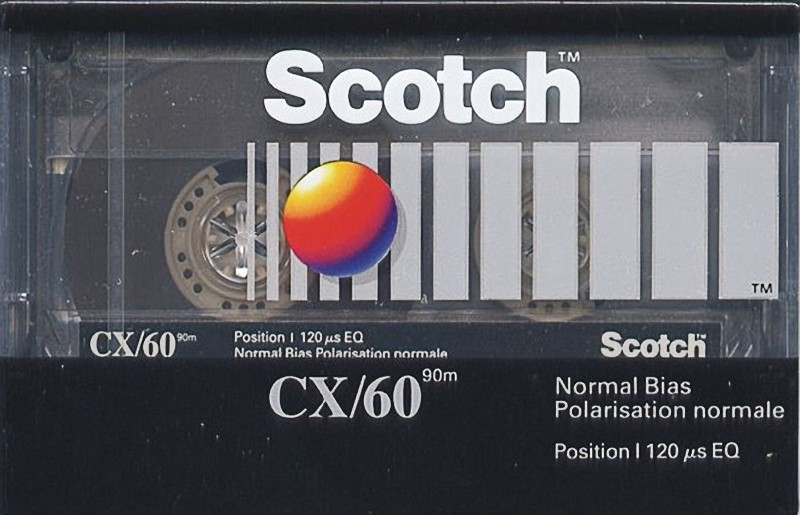 Scotch™
TM
CX/60 90m
Position I 120 µs EQ
Normal Bias Polarisation normale
Scotch™
CX/60 90m
Normal Bias
Polarisation normale
Position I 120 µs EQ